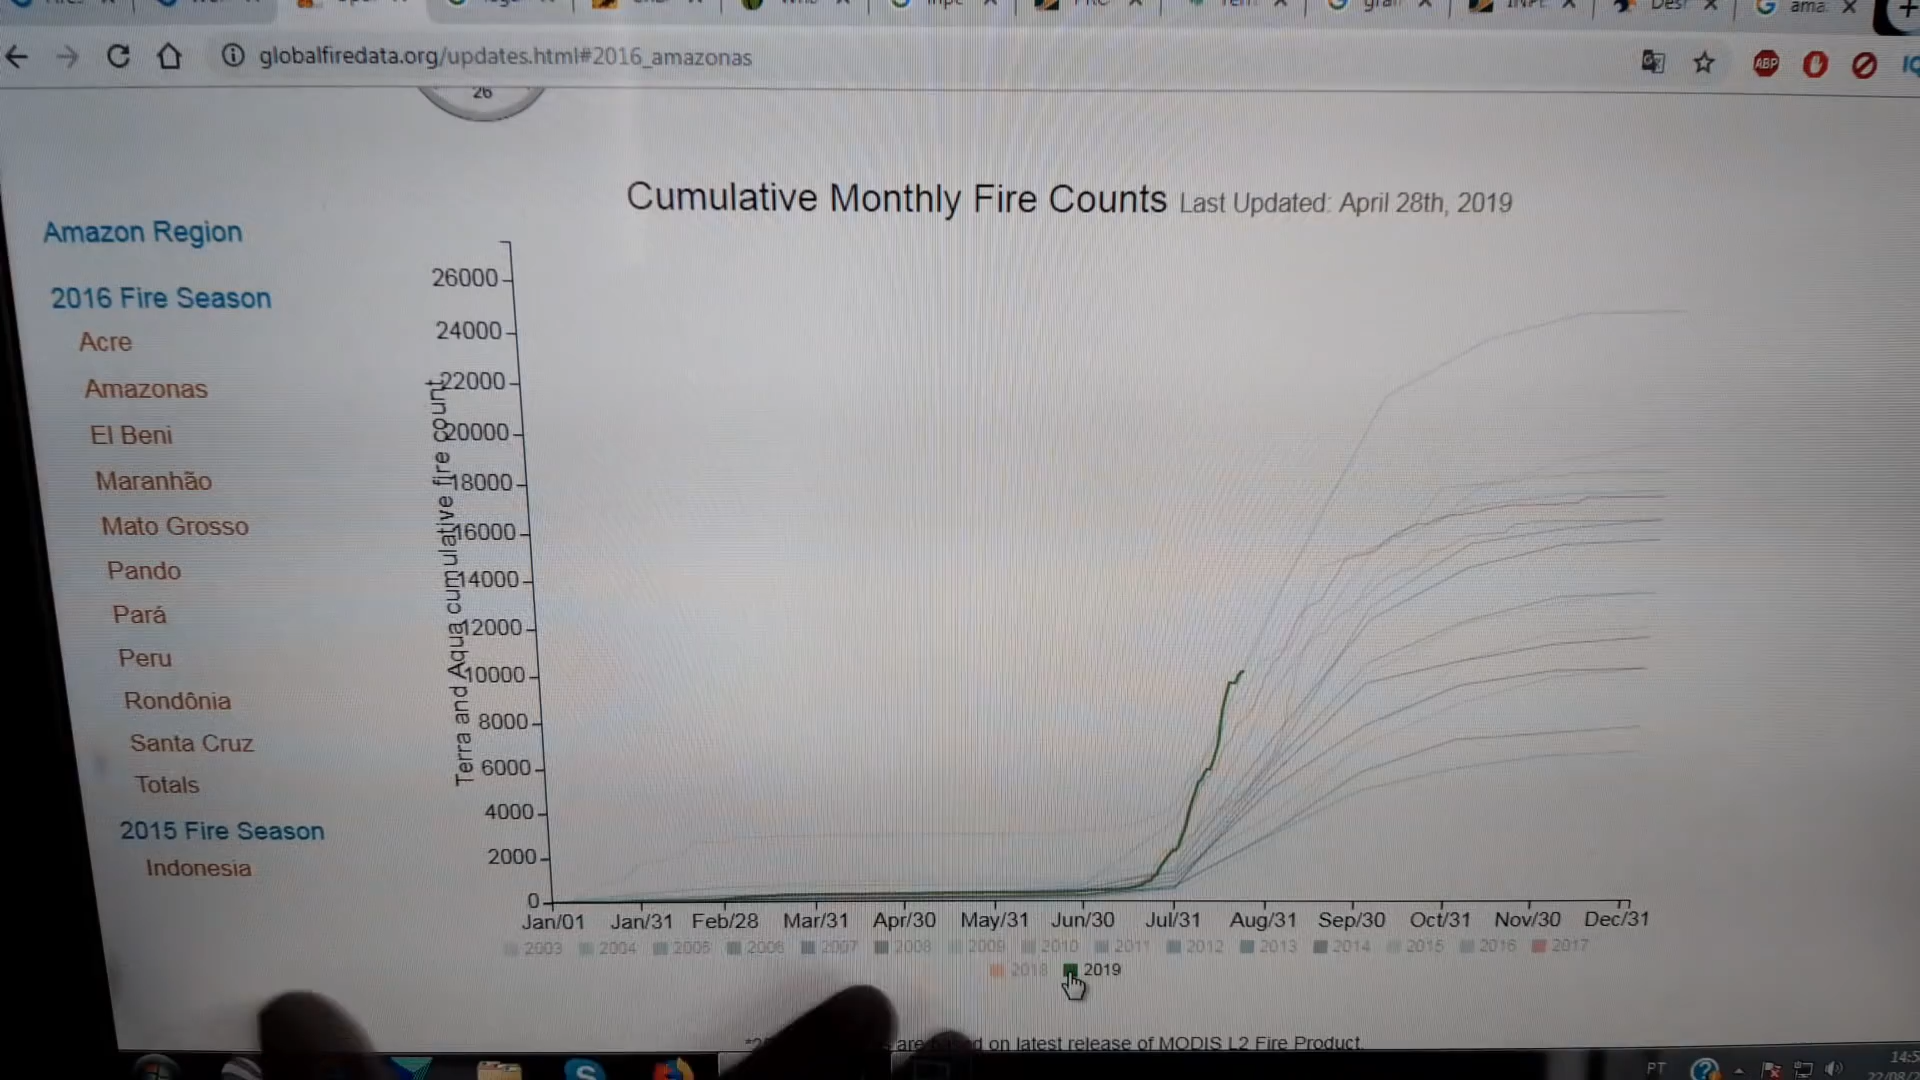 globalfiredata.org/updates.html#2016_amazonas
26
Cumulative Monthly Fire Counts Last Updated: April 28th, 2019
Amazon Region
2016 Fire Season
Acre
Amazonas
El Beni
Maranhão
Mato Grosso
Pando
Pará
Peru
Rondônia
Santa Cruz
Totals
2015 Fire Season
Indonesia
Terra and Aqua cumulative fire count
26000
24000
22000
20000
18000
16000
14000
12000
10000
8000
6000
4000
2000
0
Jan/01 Jan/31 Feb/28 Mar/31 Apr/30 May/31 Jun/30 Jul/31 Aug/31 Sep/30 Oct/31 Nov/30 Dec/31
2003 2004 2005 2006 2007 2008 2009 2010 2011 2012 2013 2014 2015 2016 2017
2018 2019
are on latest release of MODIS L2 Fire Product.
ABP
PT